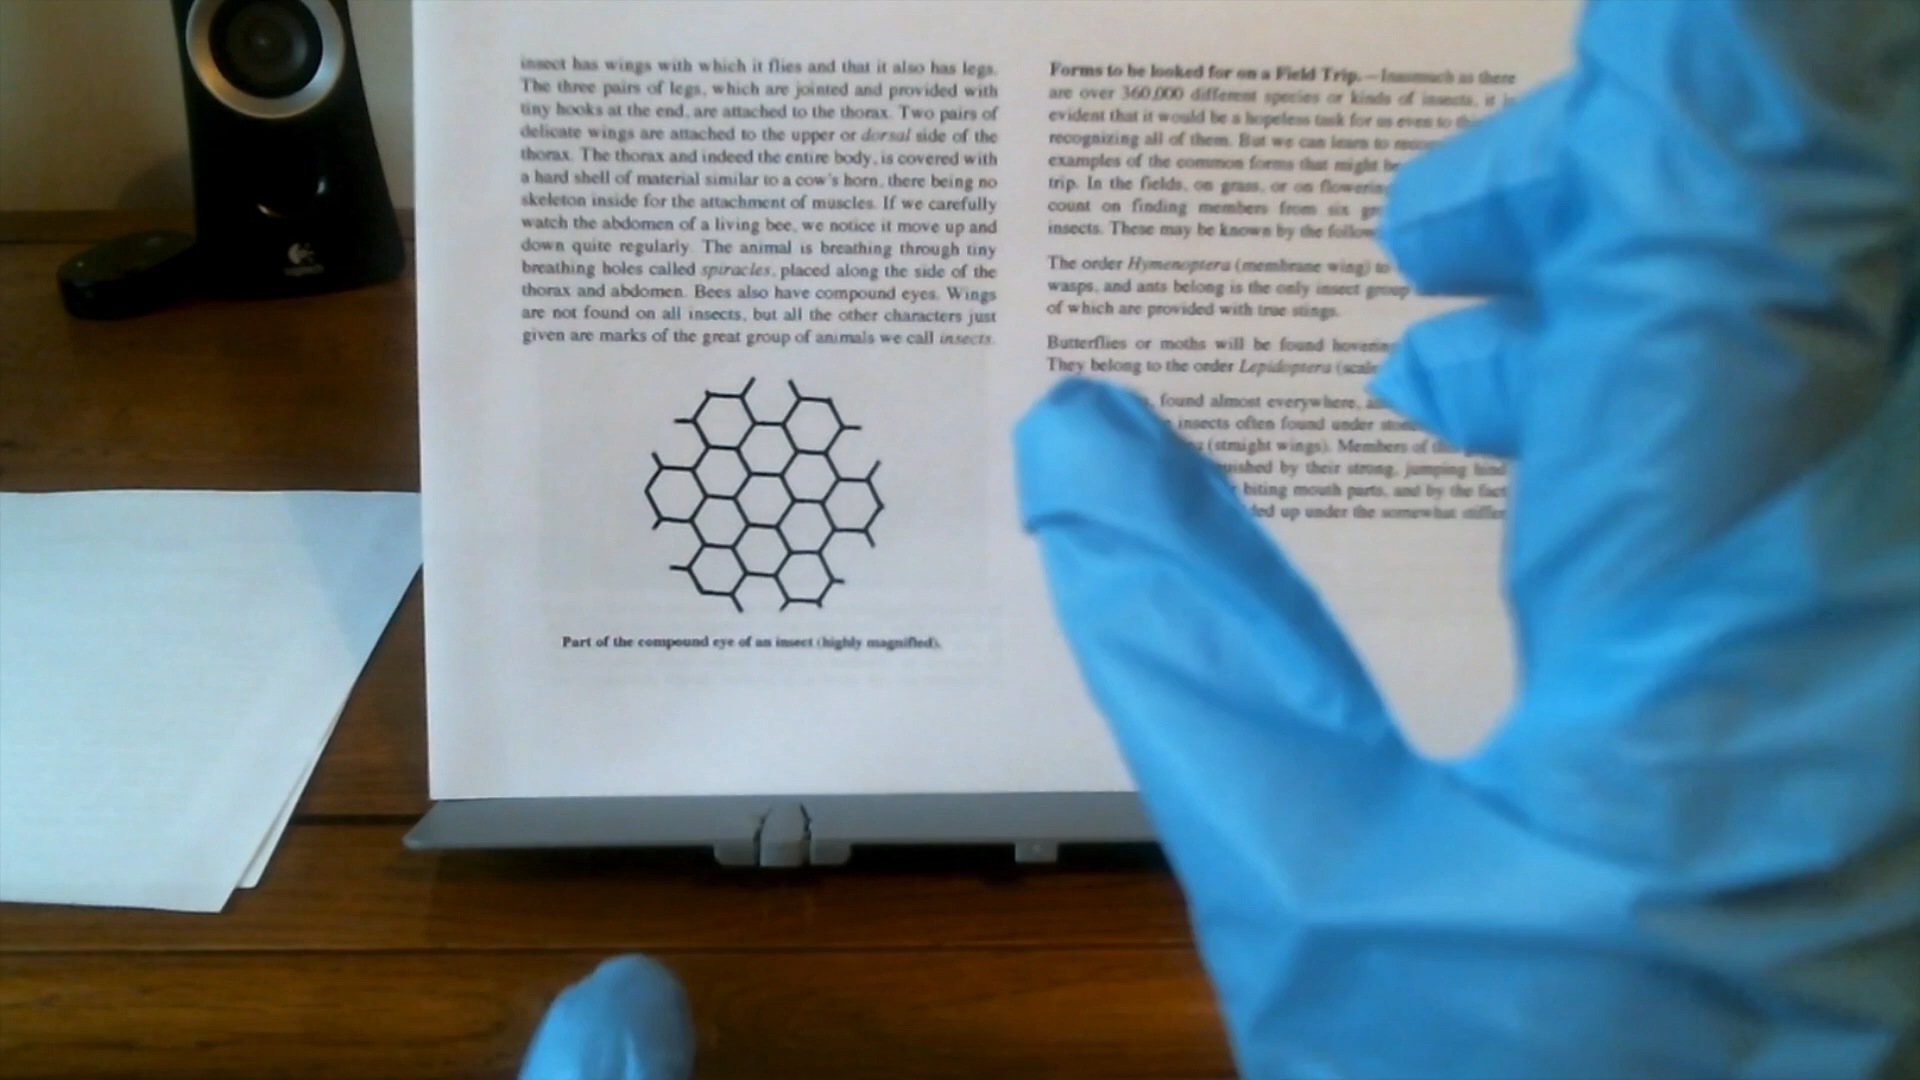 insect has wings with which it flies and that it also has legs.
The three pairs of legs, which are jointed and provided with
tiny hooks at the end, are attached to the thorax. Two pairs of
delicate wings are attached to the upper or dorsal side of the
thorax. The thorax and indeed the entire body, is covered with
a hard shell of material similar to a cow's horn, there being no
skeleton inside for the attachment of muscles. If we carefully
watch the abdomen of a living bee, we notice it move up and
down quite regularly. The animal is breathing through tiny
breathing holes called spiracles, placed along the side of the
thorax and abdomen. Bees also have compound eyes. Wings
are not found on all insects, but all the other characters just
given are marks of the great group of animals we call insects.
Part of the compound eye of an insect (highly magnified).
Forms to be looked for on a Field Trip.—Inasmuch as there
are over 360,000 different species or kinds of insects, it is
evident that it would be a hopeless task for us even to
recognizing all of them. But we can learn to
examples of the common forms that might be
trip. In the fields, on grass, or on
count on finding members from six
insects. These may be known by the
The order Hymenoptera (membrane wing) to
wasps, and ants belong is the only insect group
of which are provided with true stings.
Butterflies or moths will be found
They belong to the order Lepidoptera
found almost everywhere,
insects often found under
(straight wings). Members of
by their strong, jumping hind
biting mouth parts, and by the fact
up under the somewhat stiffer
logitech